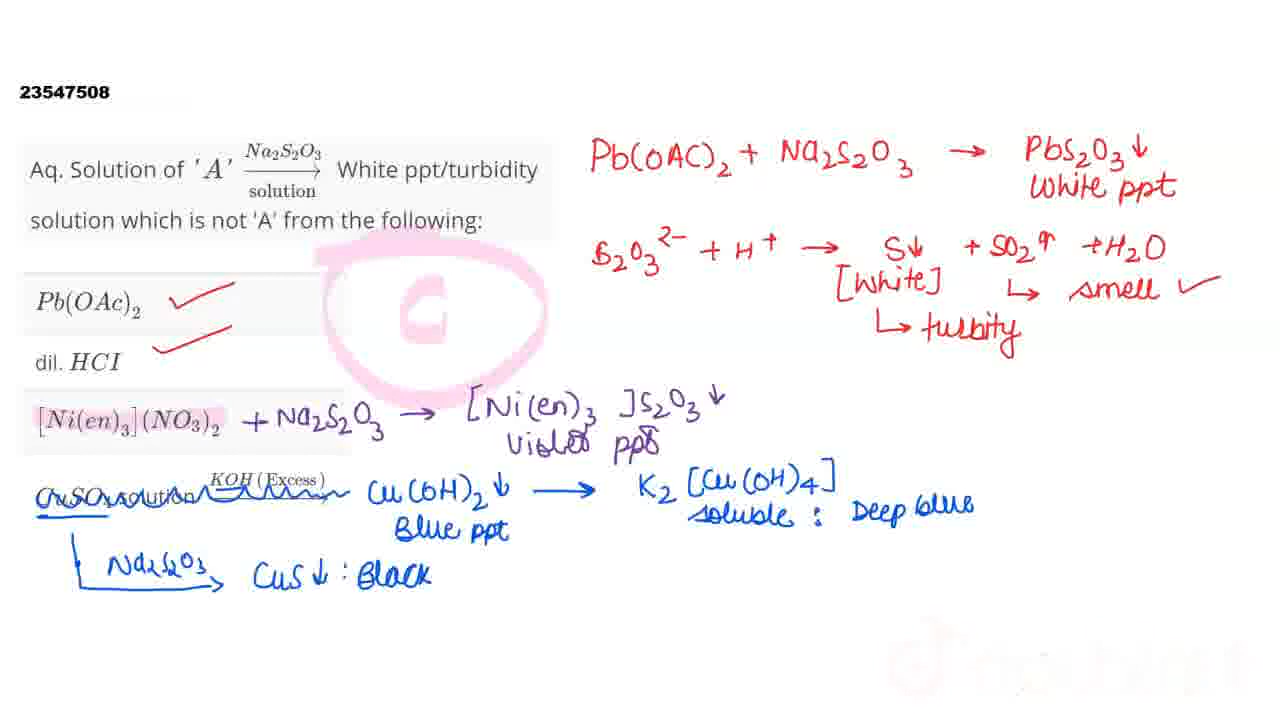 23547508
Aq. Solution of 'A' \xrightarrow[solution]{Na₂S₂O₃} White ppt/turbidity
solution which is not 'A' from the following:
Pb(OAc)₂ ✓
dil. HCI ✓
[Ni(en)₃](NO₃)₂ + Na₂S₂O₃ → [Ni(en)₃]S₂O₃↓
Violet ppt
CuSO₄ solution KOH (Excess) Cu(OH)₂↓ → K₂[Cu(OH)₄]
Blue ppt soluble : Deep blue
Na₂S₂O₃ → CuS↓ : Black
C
Pb(OAC)₂ + Na₂S₂O₃ → PbS₂O₃↓
White ppt
S₂O₃²⁻ + H⁺ → S↓ + SO₂↑ + H₂O
[White] ↳ smell ✓
↳ turbity